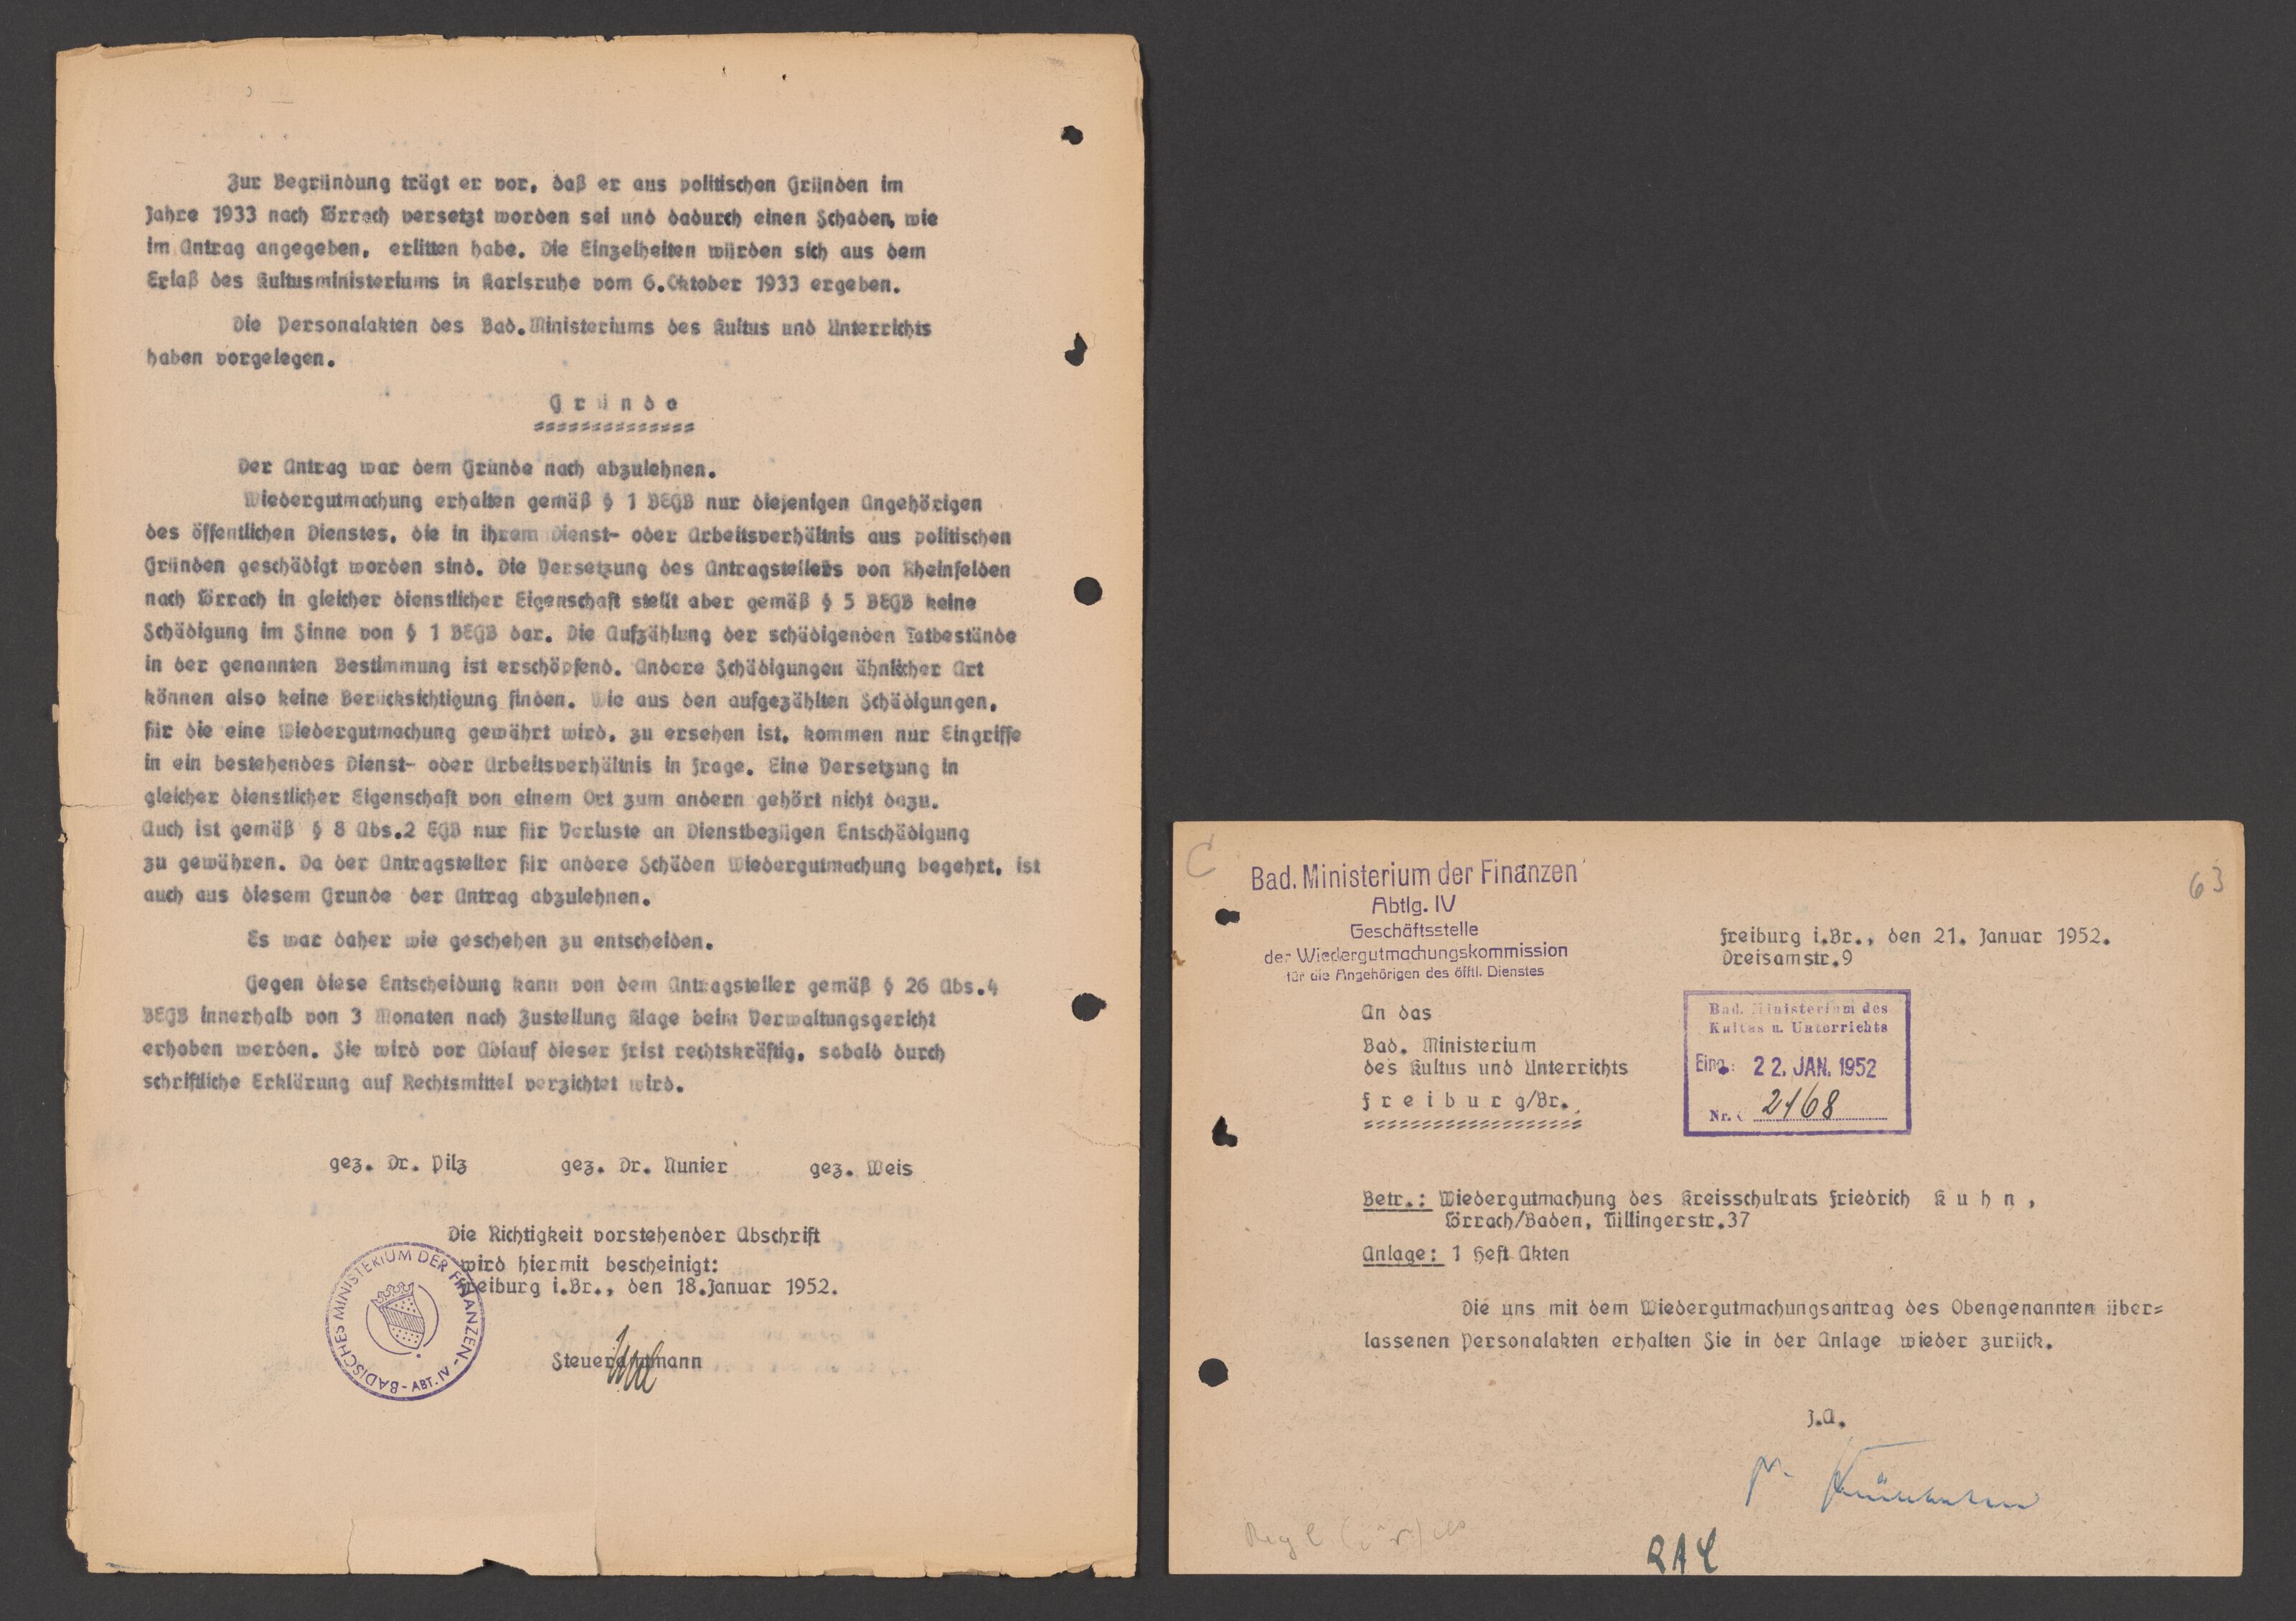 Zur Begründung trägt er vor, daß er aus politischen Gründen im
Jahre 1933 nach Lörrach versetzt worden sei und dadurch einen Schaden, wie
im Antrag angegeben, erlitten habe. Die Einzelheiten würden sich aus dem
Erlaß des Kultusministeriums in Karlsruhe vom 6.Oktober 1933 ergeben.
Die Personalakten des Bad.Ministeriums des Kultus und Unterrichts
haben vorgelegen.
G r ü n d e
==============
Der Antrag war dem Grunde nach abzulehnen.
Wiedergutmachung erhalten gemäß § 1 BEGB nur diejenigen Angehörigen
des öffentlichen Dienstes, die in ihrem Dienst- oder Arbeitsverhältnis aus politischen
Gründen geschädigt worden sind. Die Versetzung des Antragstellers von Rheinfelden
nach Lörrach in gleicher dienstlicher Eigenschaft stellt aber gemäß § 5 BEGB keine
Schädigung im Sinne von § 1 BEGB dar. Die Aufzählung der schädigenden Tatbestände
in der genannten Bestimmung ist erschöpfend. Andere Schädigungen ähnlicher Art
können also keine Berücksichtigung finden. Wie aus den aufgezählten Schädigungen,
für die eine Wiedergutmachung gewährt wird, zu ersehen ist, kommen nur Eingriffe
in ein bestehendes Dienst- oder Arbeitsverhältnis in Frage. Eine Versetzung in
gleicher dienstlicher Eigenschaft von einem Ort zum andern gehört nicht dazu.
Auch ist gemäß § 8 Abs.2 EGB nur für Verluste an Dienstbezügen Entschädigung
zu gewähren. Da der Antragsteller für andere Schäden Wiedergutmachung begehrt, ist
auch aus diesem Grunde der Antrag abzulehnen.
Es war daher wie geschehen zu entscheiden.
Gegen diese Entscheidung kann von dem Antragsteller gemäß § 26 Abs.4
BEGB innerhalb von 3 Monaten nach Zustellung Klage beim Verwaltungsgericht
erhoben werden. Sie wird vor Ablauf dieser Frist rechtskräftig, sobald durch
schriftliche Erklärung auf Rechtsmittel verzichtet wird.
gez. Dr. Pilz gez. Dr. Nunier gez. Weis
Die Richtigkeit vorstehender Abschrift
wird hiermit bescheinigt:
Freiburg i.Br., den 18.Januar 1952.
BADISCHES MINISTERIUM DER FINANZEN - ABT. IV -
Steueramtmann
C
63
Bad. Ministerium der Finanzen
Abtlg. IV
Geschäftsstelle
der Wiedergutmachungskommission
für die Angehörigen des öfftl. Dienstes
Freiburg i.Br., den 21. Januar 1952.
Dreisamstr.9
An das
Bad. Ministerium
des Kultus und Unterrichts
F r e i b u r g/Br.
===================
Bad. Ministerium des
Kultus u. Unterrichts
Eing.: 22. JAN. 1952
Nr. 2168
Betr.: Wiedergutmachung des Kreisschulrats Friedrich K u h n ,
Lörrach/Baden, Tillingerstr.37
Anlage: 1 Heft Akten
Die uns mit dem Wiedergutmachungsantrag des Obengenannten über=
lassenen Personalakten erhalten Sie in der Anlage wieder zurück.
J.A.